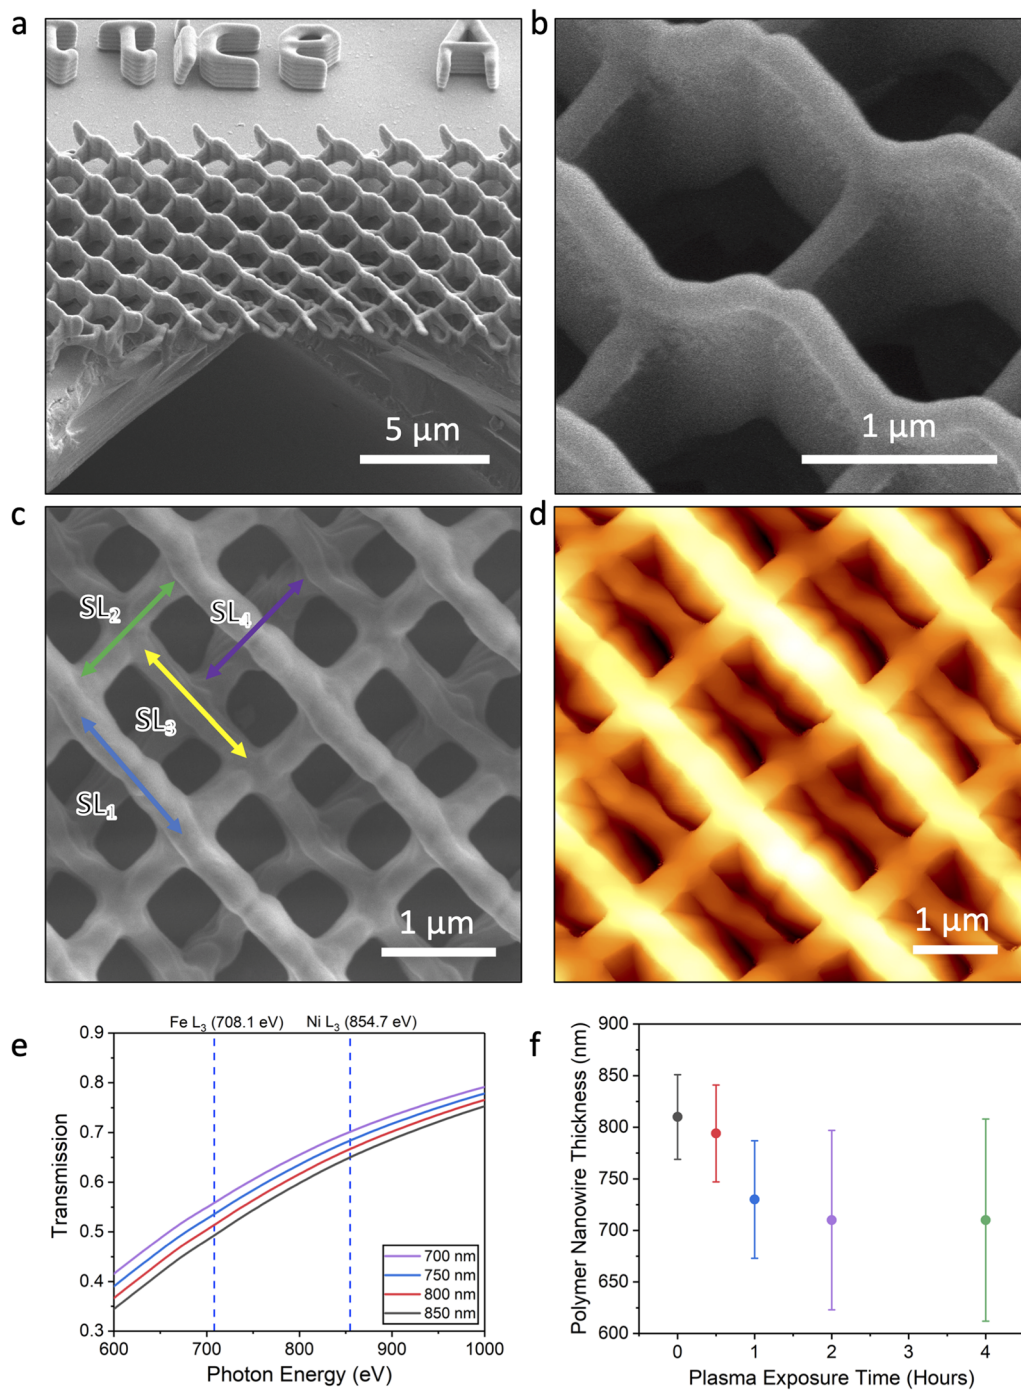 a
b
C T I C E A
5 μm
1 μm
c
d
SL2
SL4
SL3
SL1
1 μm
1 μm
e
Fe L3 (708.1 eV)
Ni L3 (854.7 eV)
0.9
0.8
0.7
0.6
0.5
0.4
0.3
Transmission
700 nm
750 nm
800 nm
850 nm
600
700
800
900
1000
Photon Energy (eV)
f
900
850
800
750
700
650
600
Polymer Nanowire Thickness (nm)
0
1
2
3
4
Plasma Exposure Time (Hours)